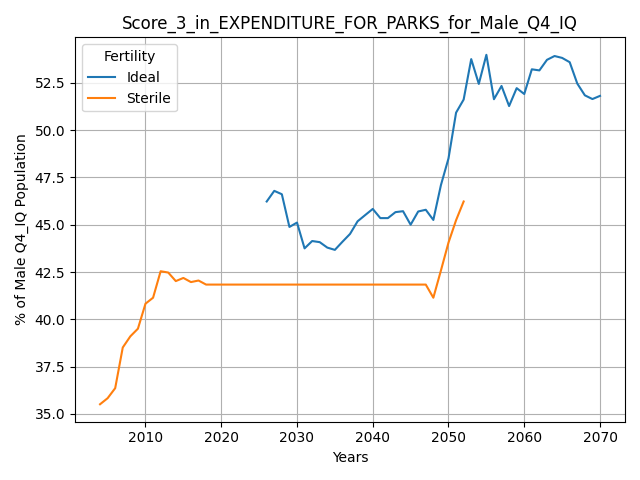 Score_3_in_EXPENDITURE_FOR_PARKS_for_Male_Q4_IQ
Fertility
Ideal
Sterile
% of Male Q4_IQ Population
52.5
50.0
47.5
45.0
42.5
40.0
37.5
35.0
2010 2020 2030 2040 2050 2060 2070
Years